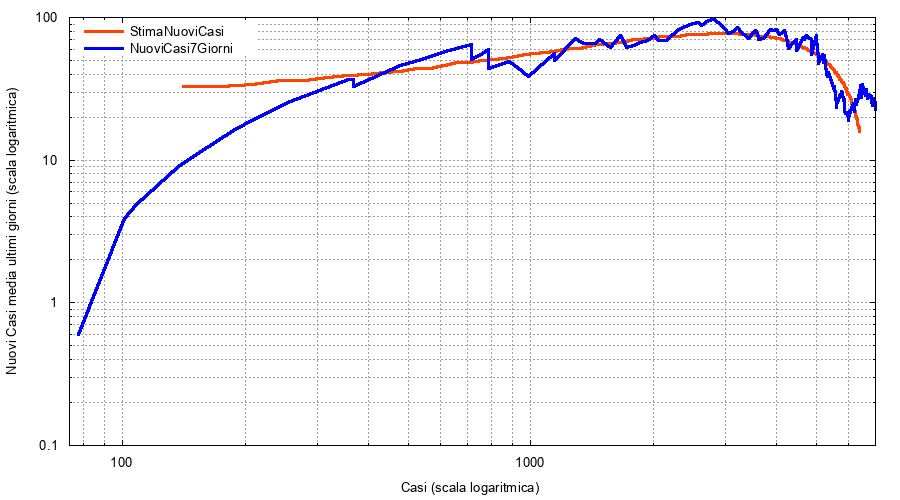 100
10
1
0.1
100
1000
Nuovi Casi media ultimi giorni (scala logaritmica)
Casi (scala logaritmica)
StimaNuoviCasi
NuoviCasi7Giorni